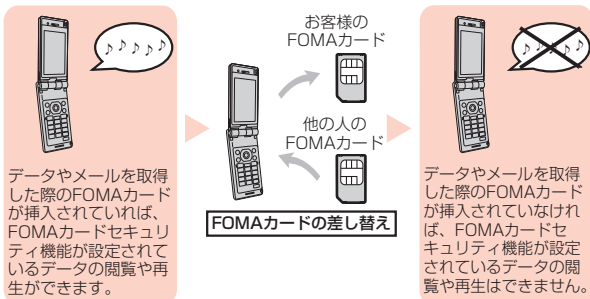 データやメールを取得
した際のFOMAカード
が挿入されていれば、
FOMAカードセキュリ
ティ機能が設定されて
いるデータの閲覧や再
生ができます。
お客様の
FOMAカード
他の人の
FOMAカード
FOMAカードの差し替え
データやメールを取得
した際のFOMAカード
が挿入されていなけれ
ば、FOMAカードセ
キュリティ機能が設定
されているデータの閲
覧や再生はできません。